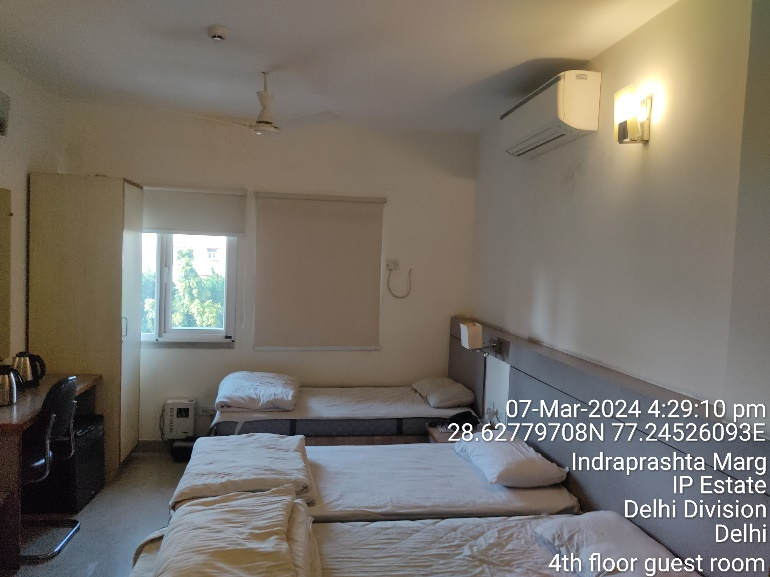 07-Mar-2024 4:29:10 pm
28.62779708N 77.24526093E
Indraprashta Marg
IP Estate
Delhi Division
Delhi
4th floor guest room